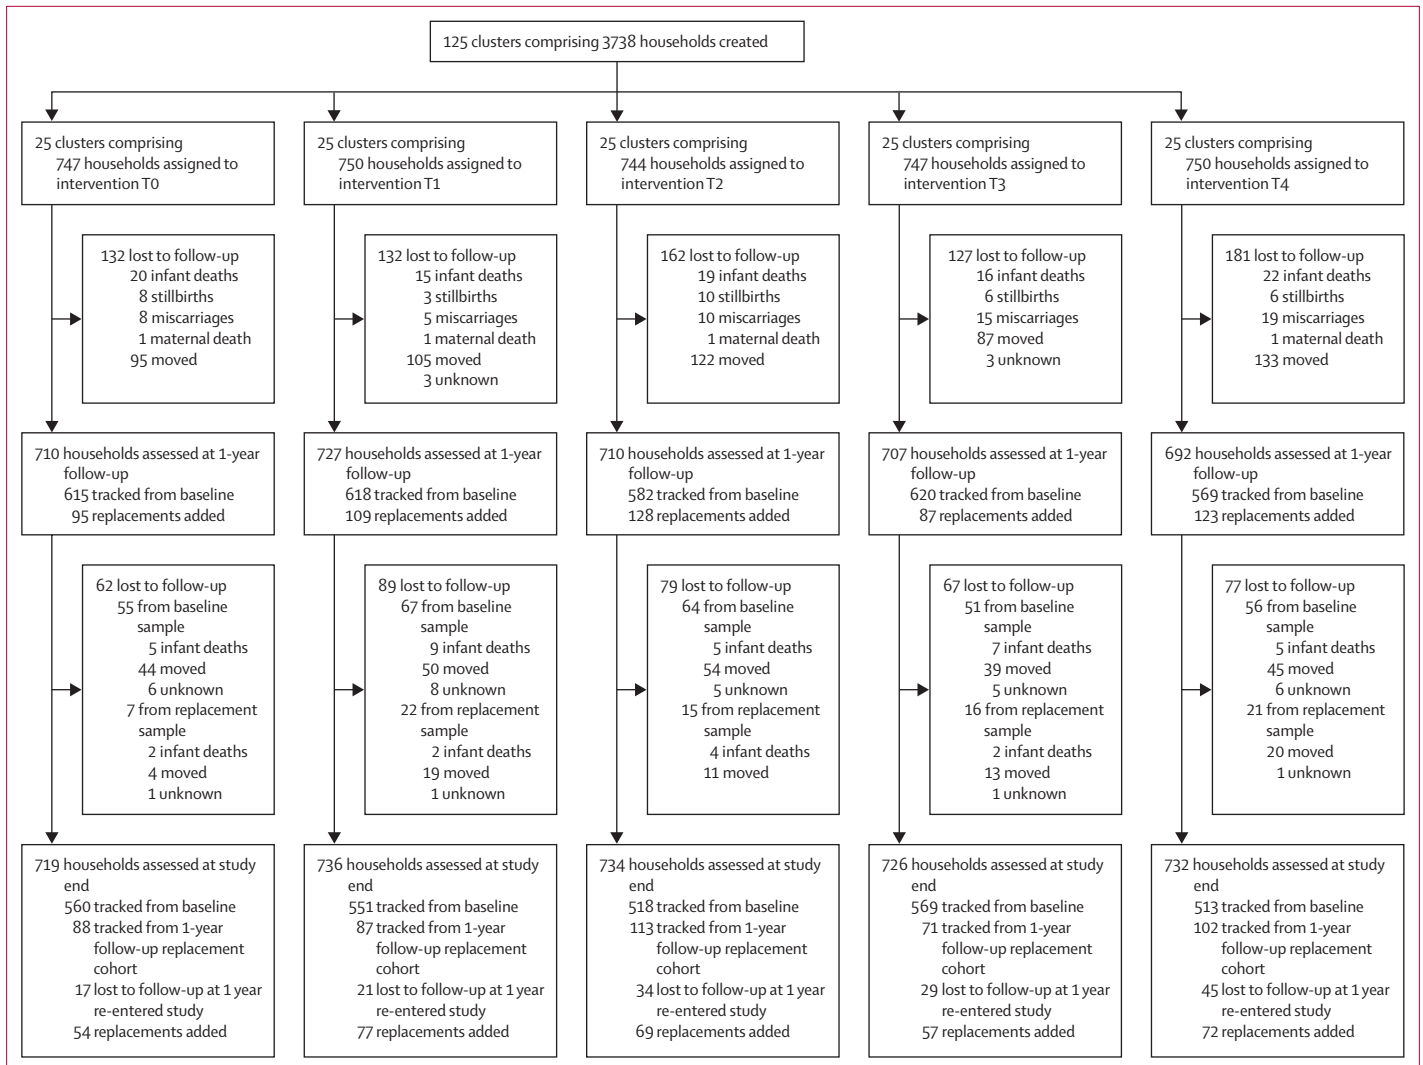 125 clusters comprising 3738 households created
25 clusters comprising
747 households assigned to
intervention T0
25 clusters comprising
750 households assigned to
intervention T1
25 clusters comprising
744 households assigned to
intervention T2
25 clusters comprising
747 households assigned to
intervention T3
25 clusters comprising
750 households assigned to
intervention T4
132 lost to follow-up
20 infant deaths
8 stillbirths
8 miscarriages
1 maternal death
95 moved
132 lost to follow-up
15 infant deaths
3 stillbirths
5 miscarriages
1 maternal death
105 moved
3 unknown
162 lost to follow-up
19 infant deaths
10 stillbirths
10 miscarriages
1 maternal death
122 moved
127 lost to follow-up
16 infant deaths
6 stillbirths
15 miscarriages
87 moved
3 unknown
181 lost to follow-up
22 infant deaths
6 stillbirths
19 miscarriages
1 maternal death
133 moved
710 households assessed at 1-year
follow-up
615 tracked from baseline
95 replacements added
727 households assessed at 1-year
follow-up
618 tracked from baseline
109 replacements added
710 households assessed at 1-year
follow-up
582 tracked from baseline
128 replacements added
707 households assessed at 1-year
follow-up
620 tracked from baseline
87 replacements added
692 households assessed at 1-year
follow-up
569 tracked from baseline
123 replacements added
62 lost to follow-up
55 from baseline
sample
5 infant deaths
44 moved
6 unknown
7 from replacement
sample
2 infant deaths
4 moved
1 unknown
89 lost to follow-up
67 from baseline
sample
9 infant deaths
50 moved
8 unknown
22 from replacement
sample
2 infant deaths
19 moved
1 unknown
79 lost to follow-up
64 from baseline
sample
5 infant deaths
54 moved
5 unknown
15 from replacement
sample
4 infant deaths
11 moved
67 lost to follow-up
51 from baseline
sample
7 infant deaths
39 moved
5 unknown
16 from replacement
sample
2 infant deaths
13 moved
1 unknown
77 lost to follow-up
56 from baseline
sample
5 infant deaths
45 moved
6 unknown
21 from replacement
sample
20 moved
1 unknown
719 households assessed at study
end
560 tracked from baseline
88 tracked from 1-year
follow-up replacement
cohort
17 lost to follow-up at 1 year
re-entered study
54 replacements added
736 households assessed at study
end
551 tracked from baseline
87 tracked from 1-year
follow-up replacement
cohort
21 lost to follow-up at 1 year
re-entered study
77 replacements added
734 households assessed at study
end
518 tracked from baseline
113 tracked from 1-year
follow-up replacement
cohort
34 lost to follow-up at 1 year
re-entered study
69 replacements added
726 households assessed at study
end
569 tracked from baseline
71 tracked from 1-year
follow-up replacement
cohort
29 lost to follow-up at 1 year
re-entered study
57 replacements added
732 households assessed at study
end
513 tracked from baseline
102 tracked from 1-year
follow-up replacement
cohort
45 lost to follow-up at 1 year
re-entered study
72 replacements added